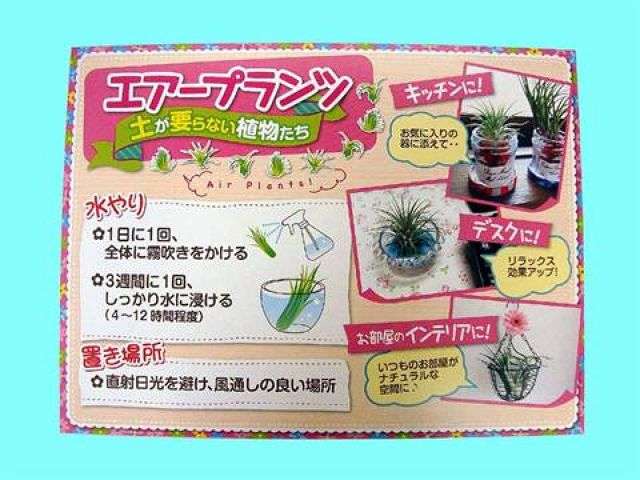 エアープランツ
土が要らない植物たち
Air Plants!
水やり
✿1日に1回、
全体に霧吹きをかける
✿3週間に1回、
しっかり水に浸ける
(4〜12時間程度)
置き場所
✿直射日光を避け、風通しの良い場所
キッチンに!
お気に入りの
器に添えて・・
デスクに!
リラックス
効果アップ!
お部屋のインテリアに!
いつものお部屋が
ナチュラルな
空間に♪